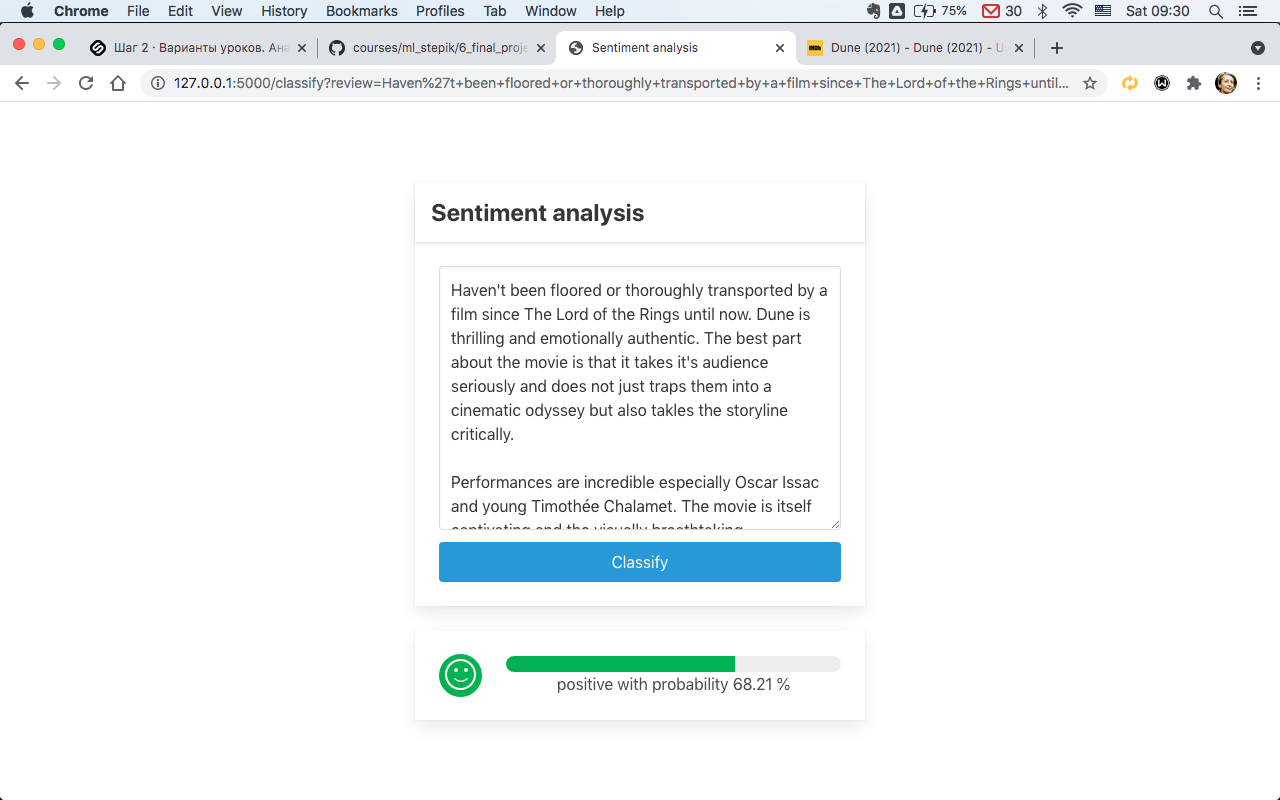 Chrome File Edit View History Bookmarks Profiles Tab Window Help 75% 30 Sat 09:30
Шаг 2 · Варианты уроков. Ана courses/ml_stepik/6_final_proje Sentiment analysis IMDb Dune (2021) - Dune (2021) - U
127.0.0.1:5000/classify?review=Haven%27t+been+floored+or+thoroughly+transported+by+a+film+since+The+Lord+of+the+Rings+until...
Sentiment analysis
Haven't been floored or thoroughly transported by a
film since The Lord of the Rings until now. Dune is
thrilling and emotionally authentic. The best part
about the movie is that it takes it's audience
seriously and does not just traps them into a
cinematic odyssey but also takles the storyline
critically.
Performances are incredible especially Oscar Issac
and young Timothée Chalamet. The movie is itself
captivating and the visually breathtaking
Classify
positive with probability 68.21 %